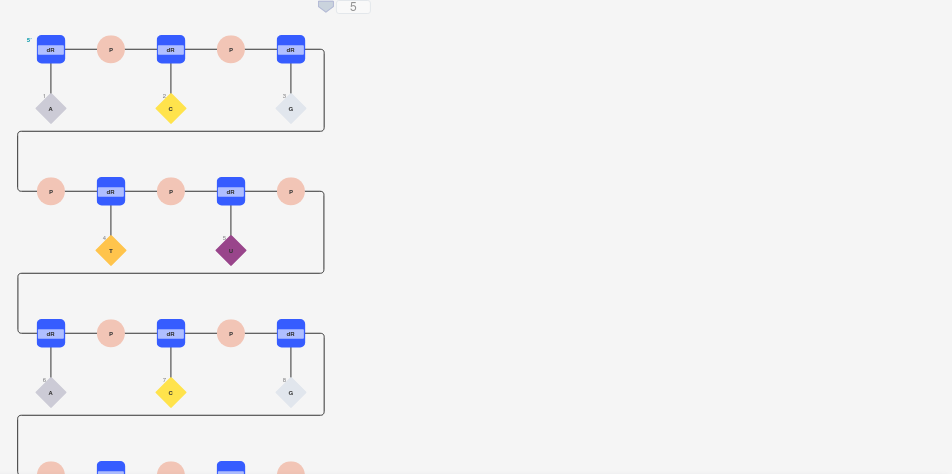 5
5' dR P dR P dR
1 2 3
A C G
P dR P dR P
4 5
T U
dR P dR P dR
6 7 8
A C G